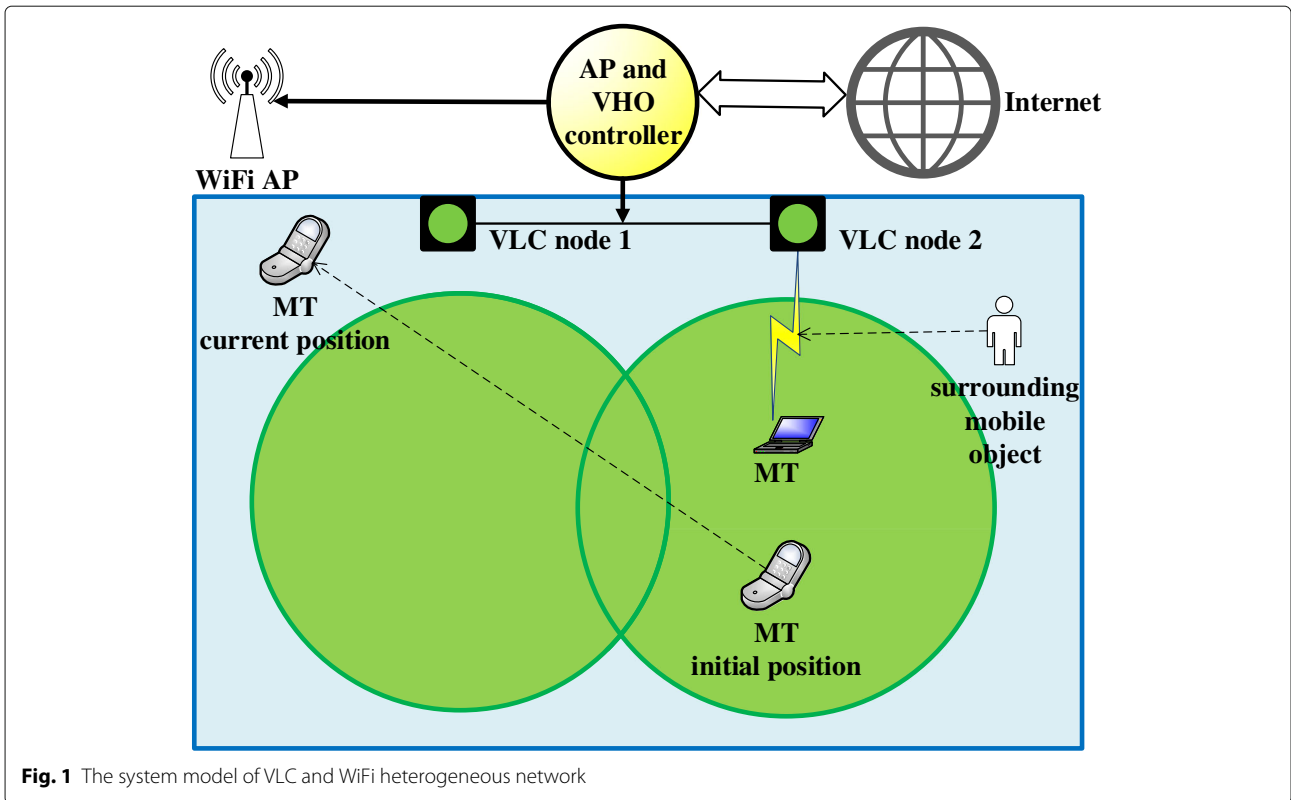 AP and
VHO
controller
Internet
WiFi AP
VLC node 1
VLC node 2
MT
current position
surrounding
mobile
object
MT
MT
initial position
Fig. 1 The system model of VLC and WiFi heterogeneous network